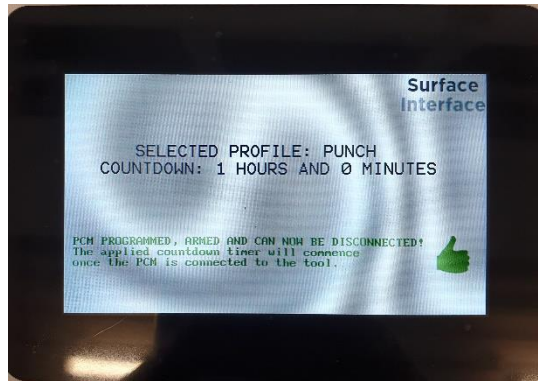 Surface
Interface
SELECTED PROFILE: PUNCH
COUNTDOWN: 1 HOURS AND 0 MINUTES
PCM PROGRAMMED, ARMED AND CAN NOW BE DISCONNECTED!
The applied countdown timer will commence
once the PCM is connected to the tool.